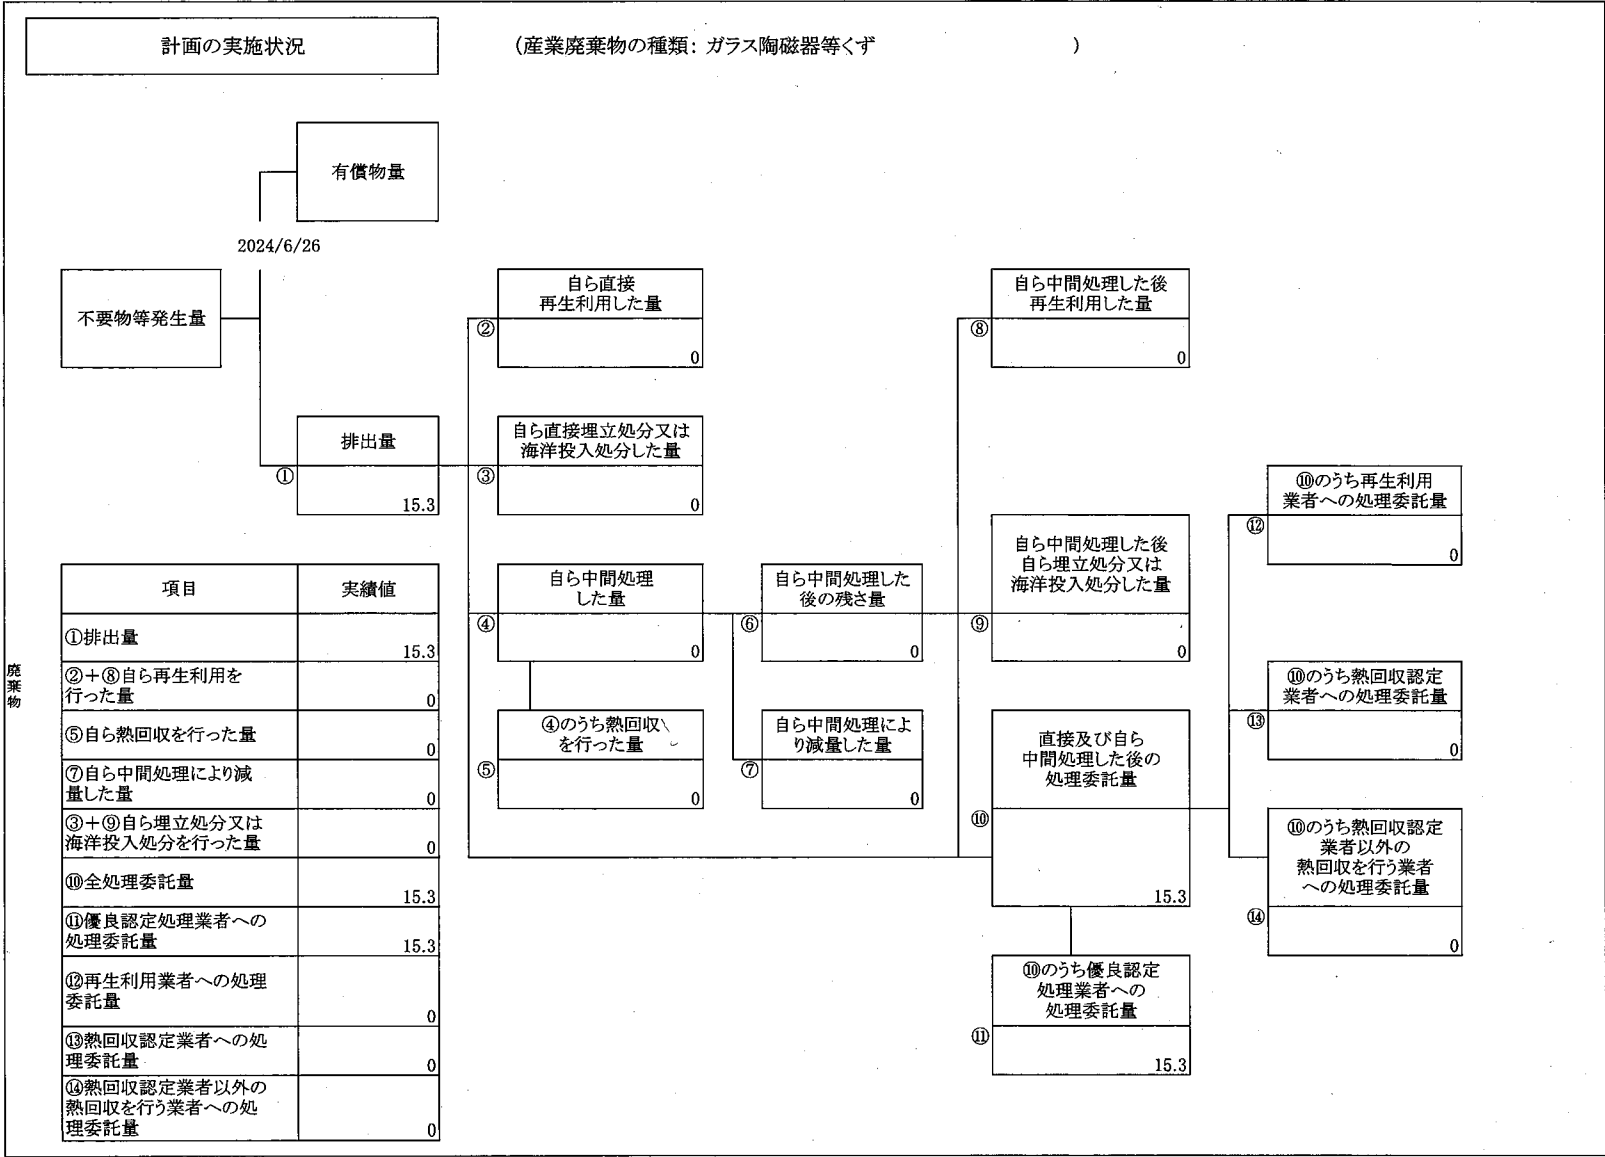 計画の実施状況
（産業廃棄物の種類：ガラス陶磁器等くず　　　　　　　　　　）
有償物量
2024/6/26
不要物等発生量
自ら直接
再生利用した量
②
0
自ら中間処理した後
再生利用した量
⑧
0
排出量
①
15.3
自ら直接埋立処分又は
海洋投入処分した量
③
0
⑩のうち再生利用
業者への処理委託量
⑫
0
自ら中間処理
した量
④
0
自ら中間処理した
後の残さ量
⑥
0
自ら中間処理した後
自ら埋立処分又は
海洋投入処分した量
⑨
0
⑩のうち熱回収認定
業者への処理委託量
⑬
0
④のうち熱回収
を行った量
⑤
0
自ら中間処理によ
り減量した量
⑦
0
直接及び自ら
中間処理した後の
処理委託量
⑩
15.3
⑩のうち熱回収認定
業者以外の
熱回収を行う業者
への処理委託量
⑭
0
⑩のうち優良認定
処理業者への
処理委託量
⑪
15.3
項目 実績値
①排出量
15.3
②＋⑧自ら再生利用を
行った量
0
⑤自ら熱回収を行った量
0
⑦自ら中間処理により減
量した量
0
③＋⑨自ら埋立処分又は
海洋投入処分を行った量
0
⑩全処理委託量
15.3
⑪優良認定処理業者への
処理委託量
15.3
⑫再生利用業者への処理
委託量
0
⑬熱回収認定業者への処
理委託量
0
⑭熱回収認定業者以外の
熱回収を行う業者への処
理委託量
0
廃棄物